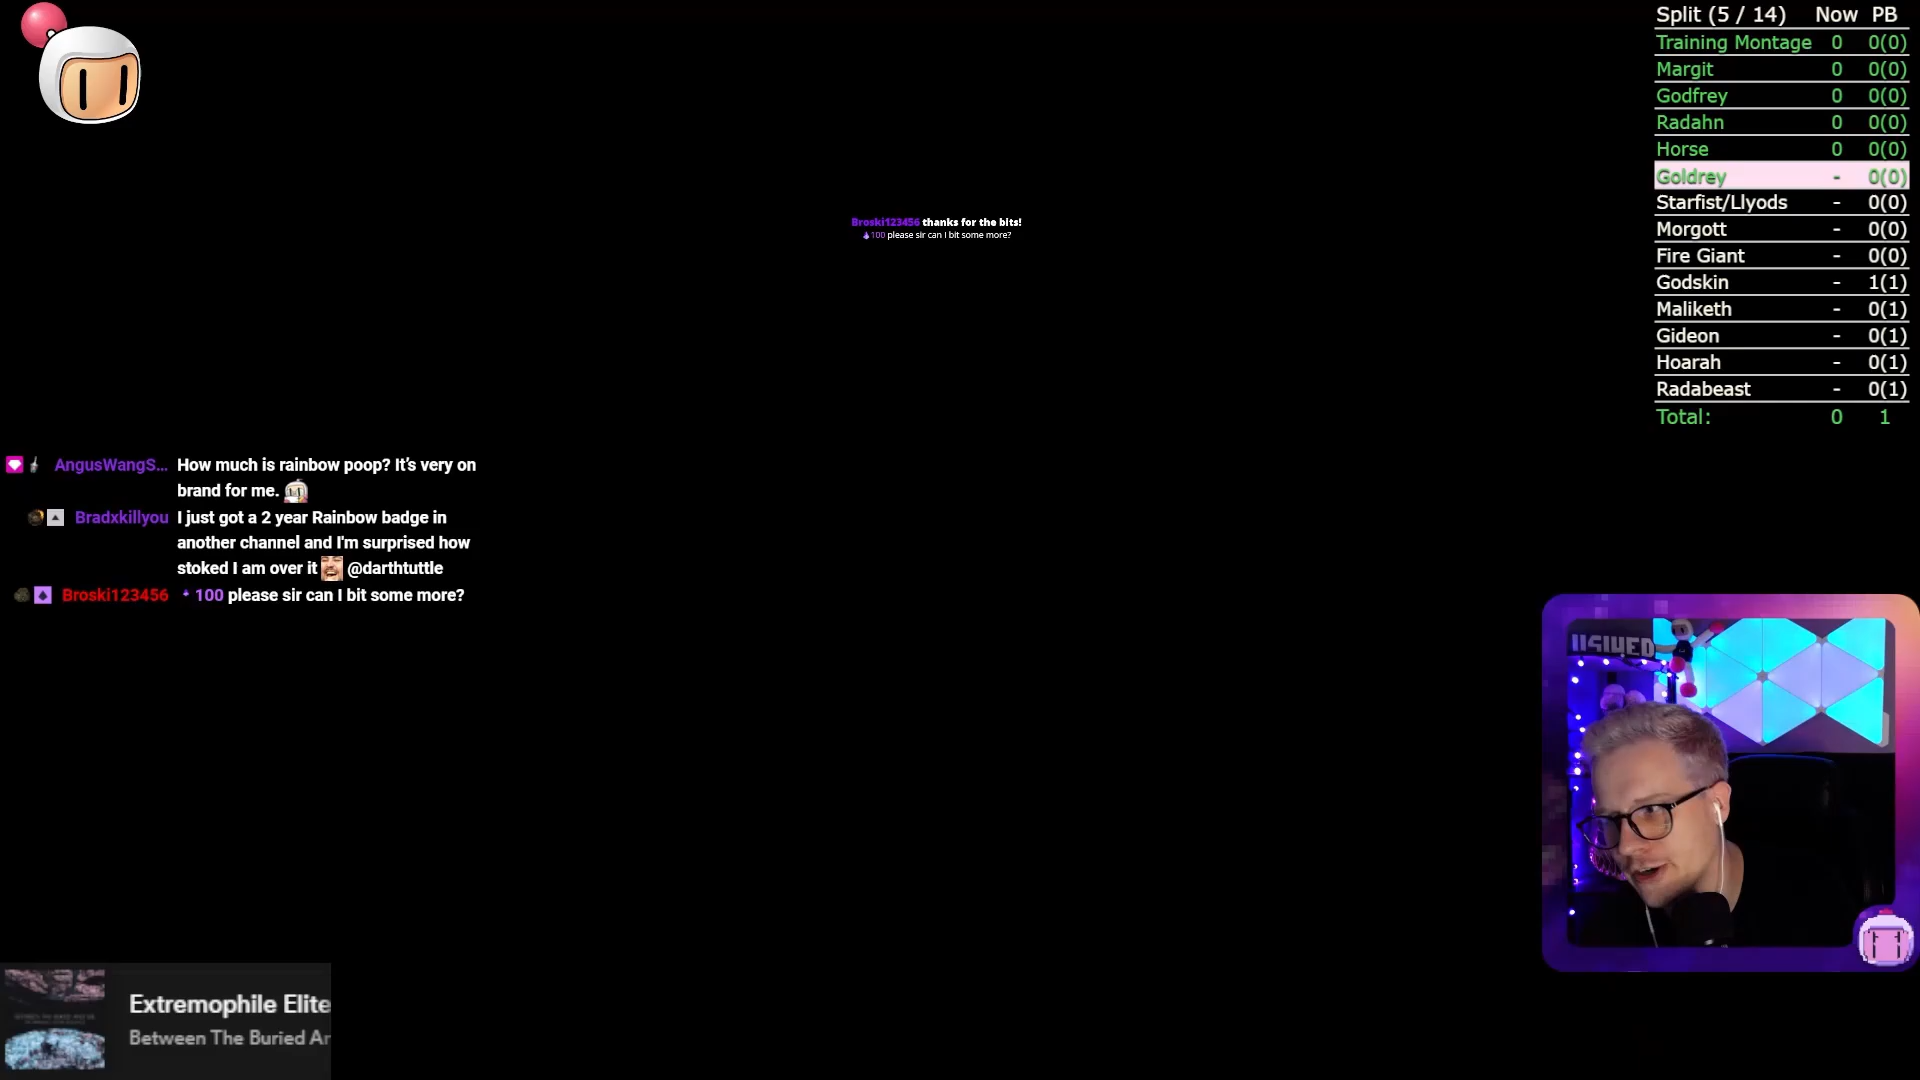 Split (5 / 14) Now PB
Training Montage 0 0(0)
Margit 0 0(0)
Godfrey 0 0(0)
Radahn 0 0(0)
Horse 0 0(0)
Goldrey - 0(0)
Starfist/Llyods - 0(0)
Morgott - 0(0)
Fire Giant - 0(0)
Godskin - 1(1)
Maliketh - 0(1)
Gideon - 0(1)
Hoarah - 0(1)
Radabeast - 0(1)
Total: 0 1
Broski123456 thanks for the bits!
100 please sir can I bit some more?
AngusWangS... How much is rainbow poop? It's very on
brand for me.
Bradxkillyou I just got a 2 year Rainbow badge in
another channel and I'm surprised how
stoked I am over it @darthtuttle
Broski123456 100 please sir can I bit some more?
Extremophile Elite
Between The Buried Ar